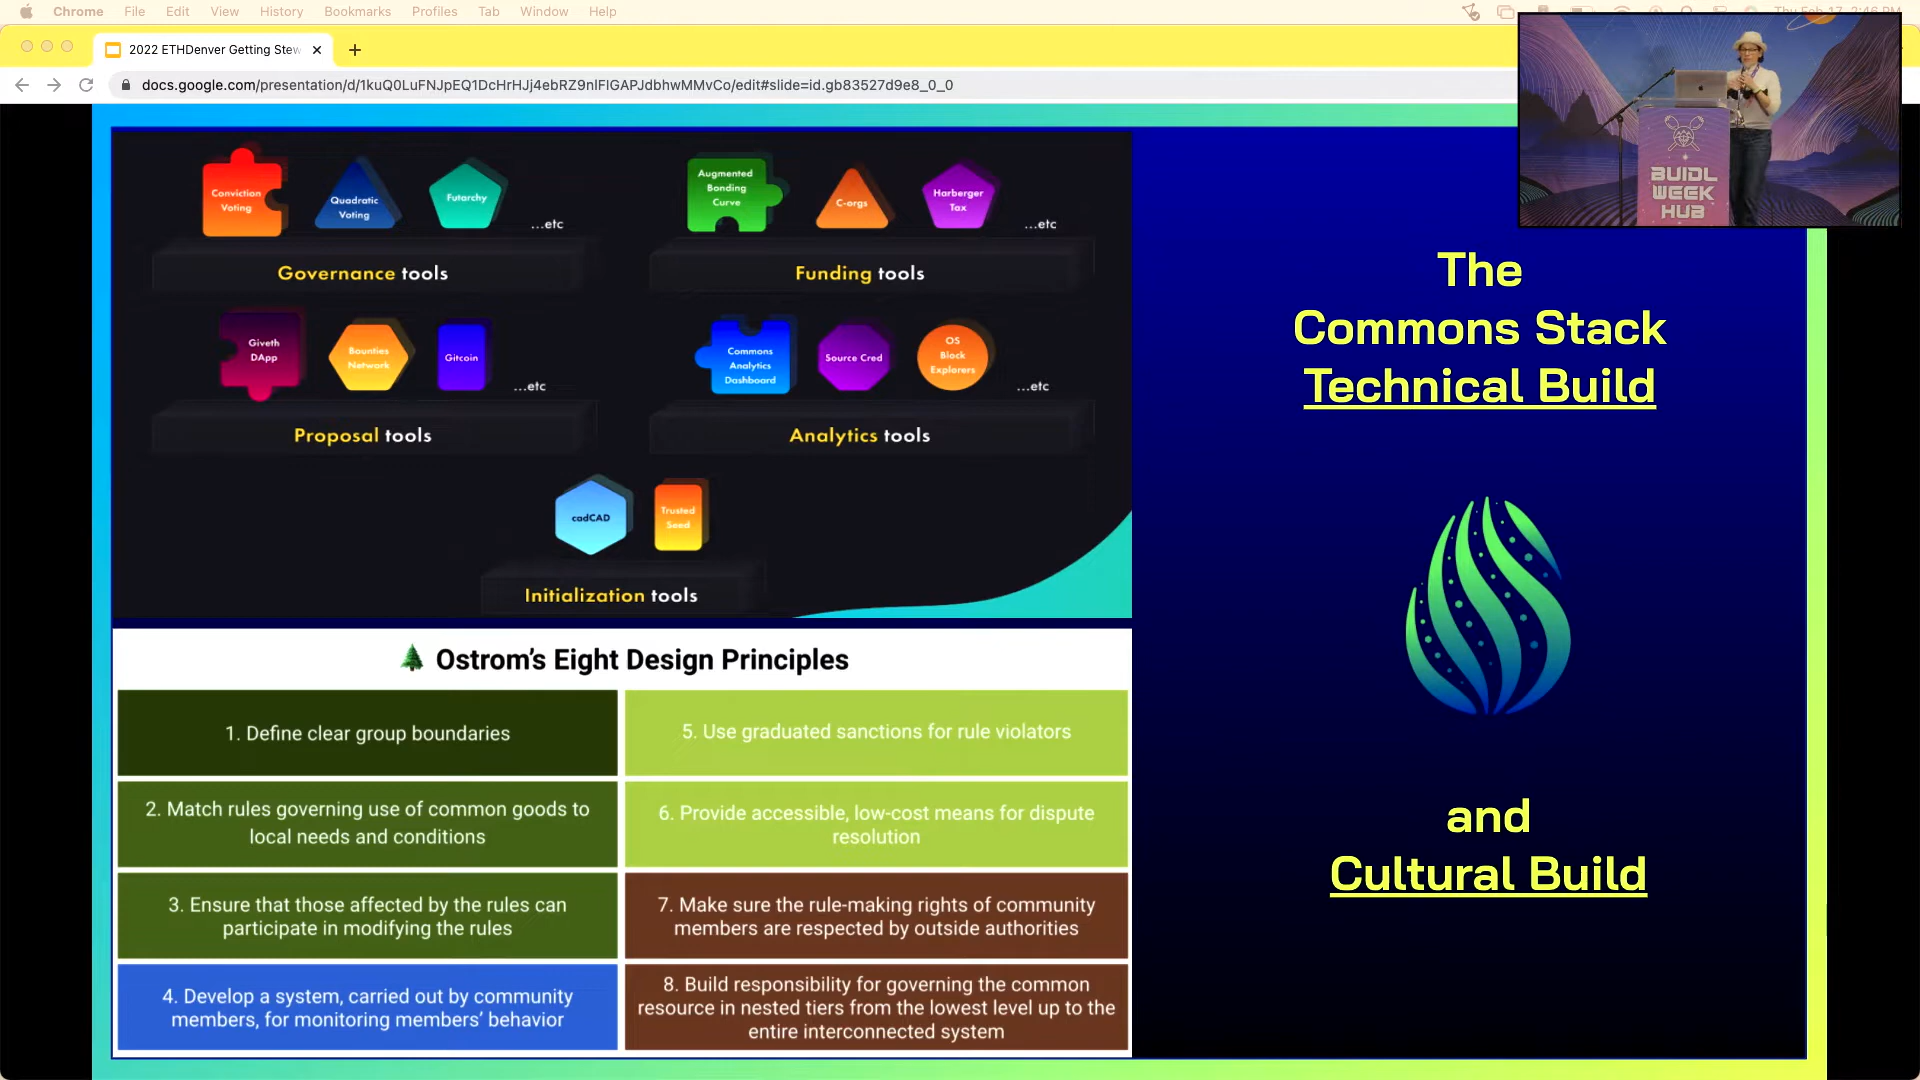 Chrome File Edit View History Bookmarks Profiles Tab Window Help
Thu Feb 17 2:46 PM
2022 ETHDenver Getting Stew
docs.google.com/presentation/d/1kuQ0LuFNJpEQ1DcHrHJj4ebRZ9nlFlGAPJdbhwMMvCo/edit#slide=id.gb83527d9e8_0_0
Conviction
Voting
Quadratic
Voting
Futarchy
...etc
Governance tools
Augmented
Bonding
Curve
C-orgs
Harberger
Tax
...etc
Funding tools
Giveth
DApp
Bounties
Network
Gitcoin
...etc
Proposal tools
Commons
Analytics
Dashboard
Source Cred
OS
Block
Explorers
...etc
Analytics tools
cadCAD
Trusted
Seed
Initialization tools
Ostrom's Eight Design Principles
1. Define clear group boundaries
2. Match rules governing use of common goods to
local needs and conditions
3. Ensure that those affected by the rules can
participate in modifying the rules
4. Develop a system, carried out by community
members, for monitoring members' behavior
5. Use graduated sanctions for rule violators
6. Provide accessible, low-cost means for dispute
resolution
7. Make sure the rule-making rights of community
members are respected by outside authorities
8. Build responsibility for governing the common
resource in nested tiers from the lowest level up to the
entire interconnected system
BUIDL
WEEK
HUB
The
Commons Stack
Technical Build
and
Cultural Build